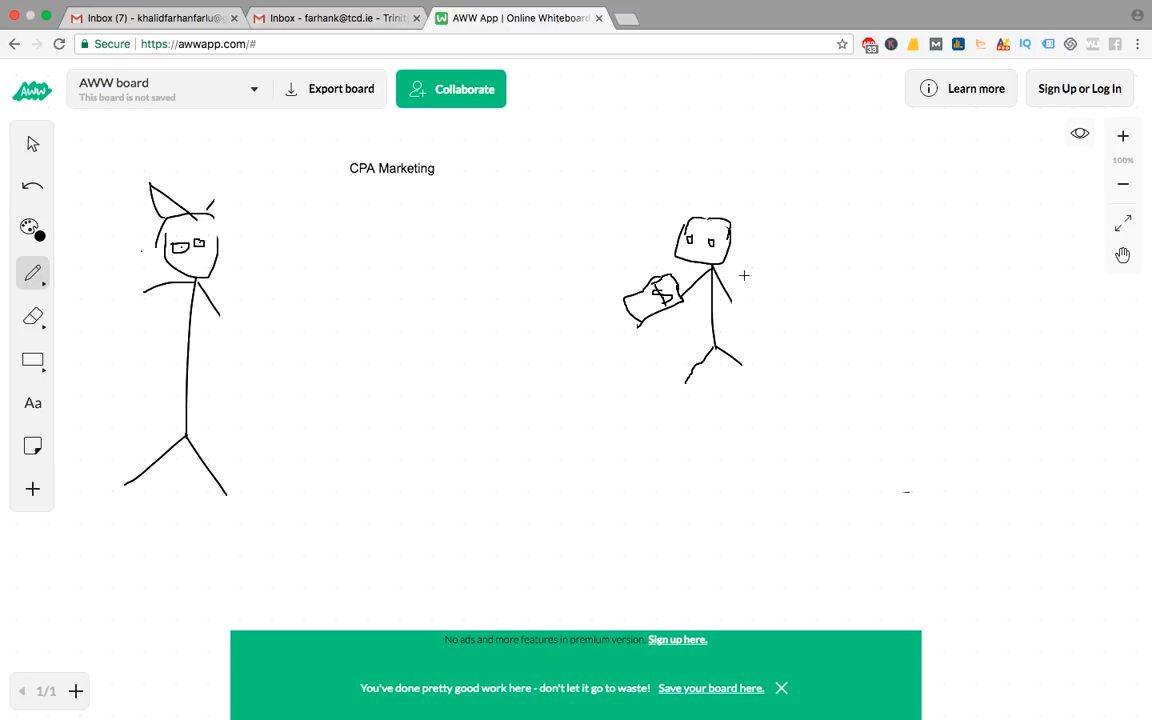 Inbox (7) - khalidfarhanfarlu@g
Inbox - farhank@tcd.ie - Trinit
AWW App | Online Whiteboard
Secure
https://awwapp.com/#
33
K
M
IQ
AWW
AWW board
This board is not saved
Export board
Collaborate
Learn more
Sign Up or Log In
100%
CPA Marketing
$
Aa
No ads and more features in premium version. Sign up here.
You've done pretty good work here - don't let it go to waste! Save your board here.
1/1